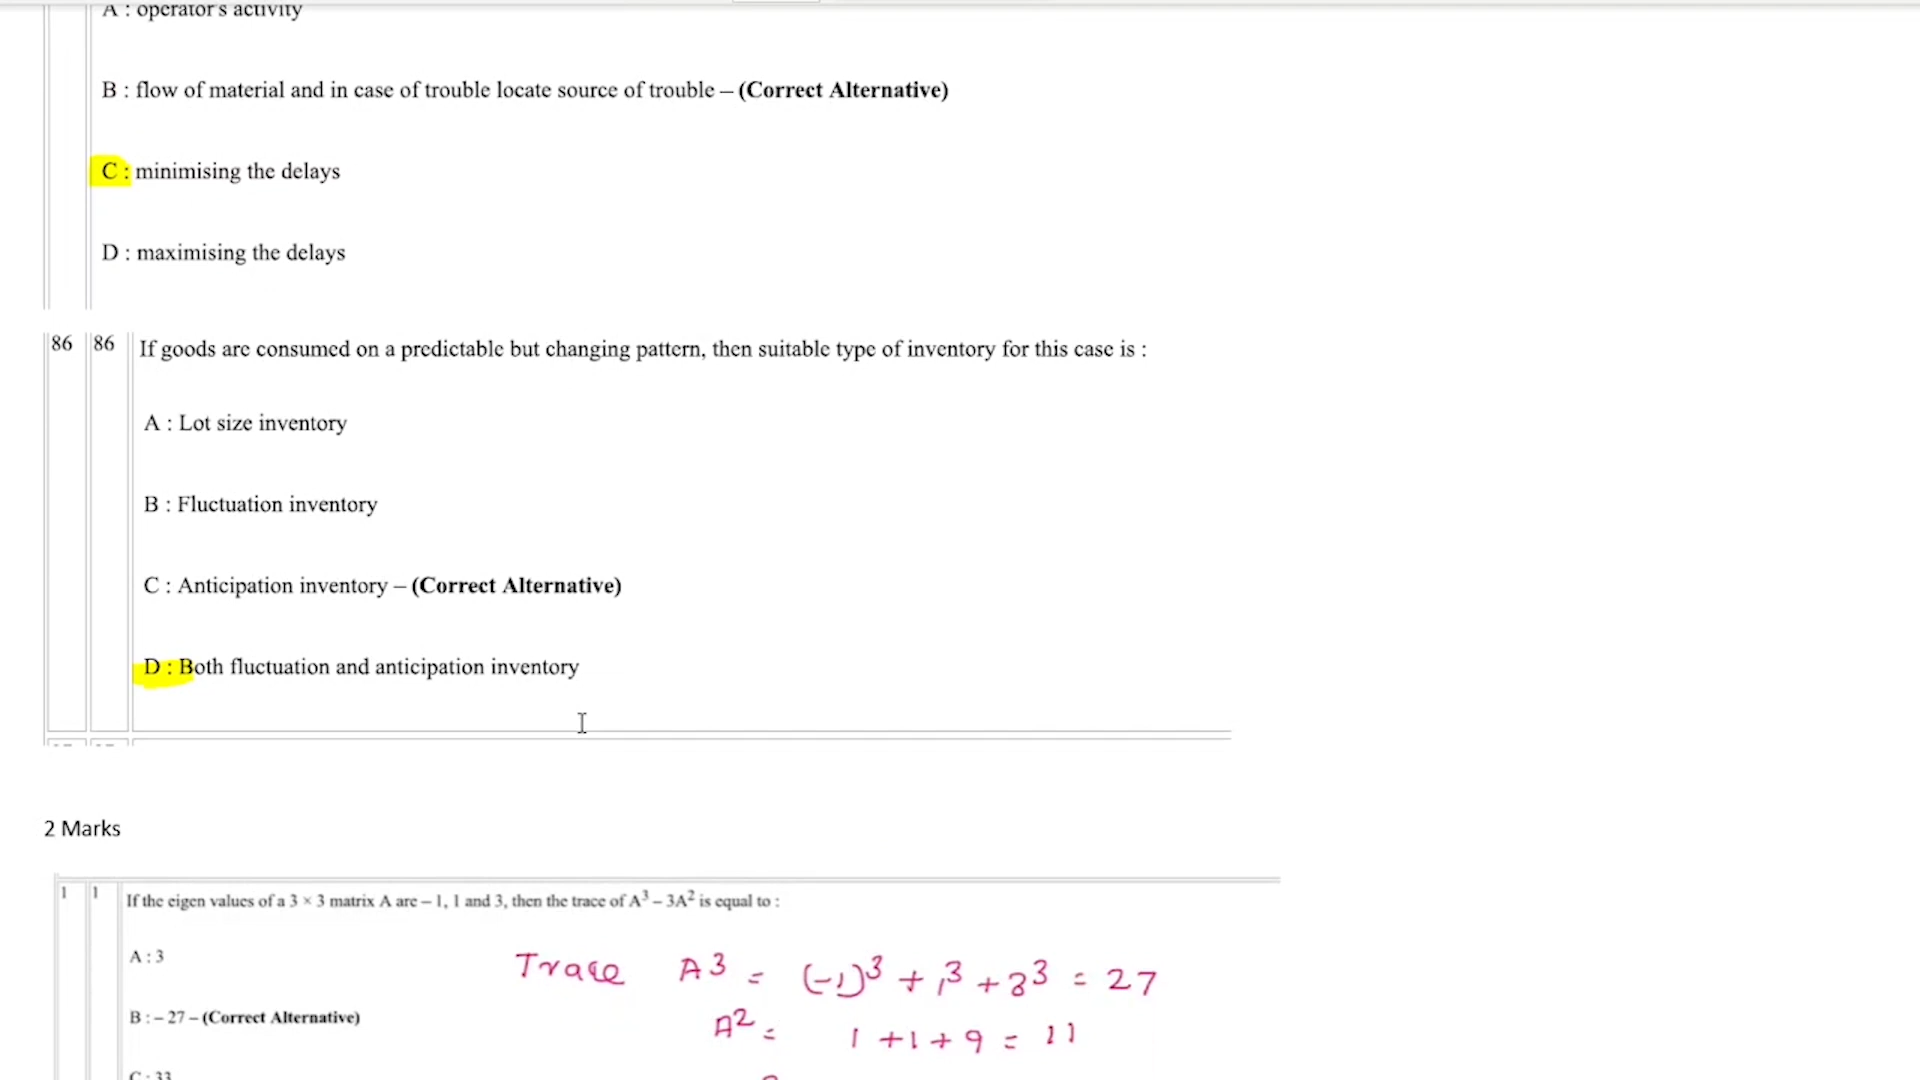 A : operator's activity
B : flow of material and in case of trouble locate source of trouble – (Correct Alternative)
C : minimising the delays
D : maximising the delays
86 86 If goods are consumed on a predictable but changing pattern, then suitable type of inventory for this case is :
A : Lot size inventory
B : Fluctuation inventory
C : Anticipation inventory – (Correct Alternative)
D : Both fluctuation and anticipation inventory
2 Marks
1 1 If the eigen values of a 3 × 3 matrix A are – 1, 1 and 3, then the trace of A³ – 3A² is equal to :
A : 3
Trace A³ = (-1)³ + 1³ + 3³ = 27
B : – 27 – (Correct Alternative)
A² = 1 + 1 + 9 = 11
C : 33